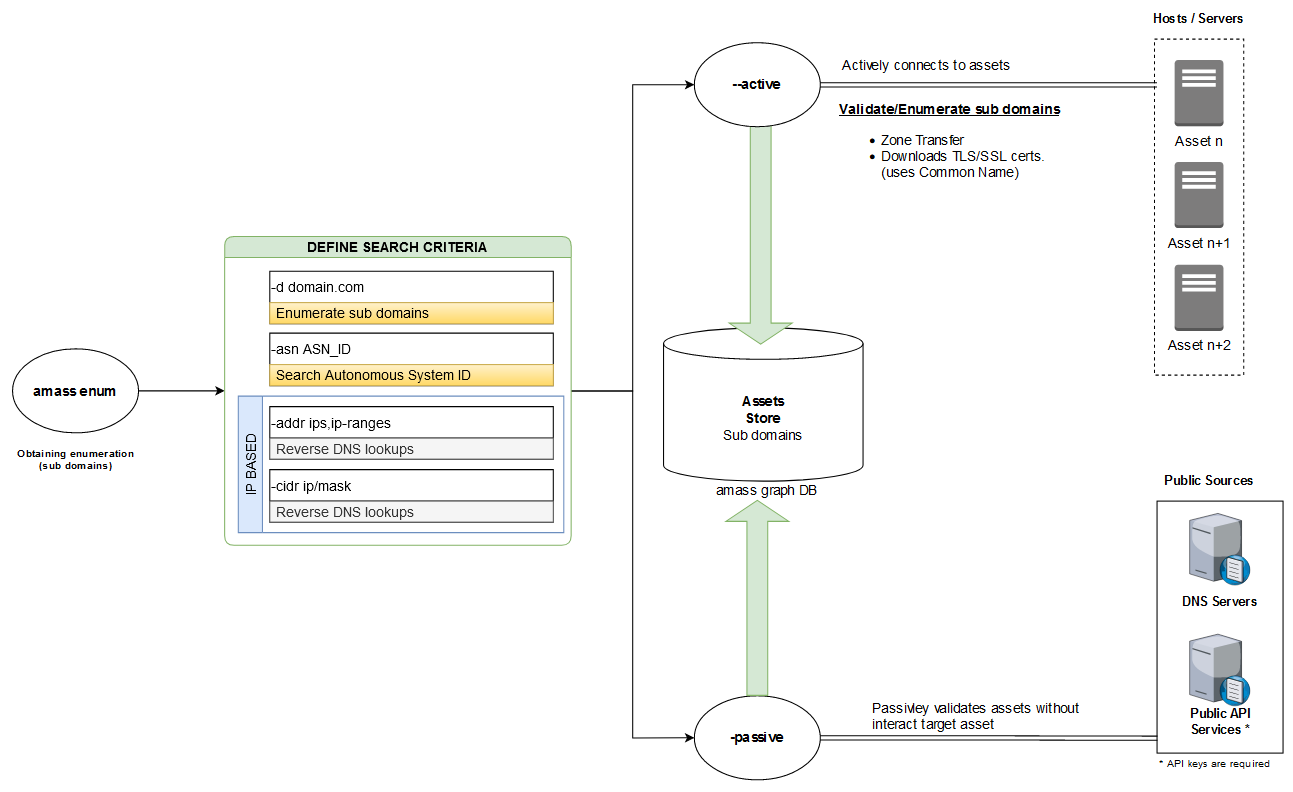 amass enum
Obtaining enumeration
(sub domains)
DEFINE SEARCH CRITERIA
-d domain.com
Enumerate sub domains
-asn ASN_ID
Search Autonomous System ID
IP BASED
-addr ips,ip-ranges
Reverse DNS lookups
-cidr ip/mask
Reverse DNS lookups
--active
Actively connects to assets
Validate/Enumerate sub domains
• Zone Transfer
• Downloads TLS/SSL certs.
(uses Common Name)
Hosts / Servers
Asset n
Asset n+1
Asset n+2
Assets
Store
Sub domains
amass graph DB
-passive
Passivley validates assets without
interact target asset
Public Sources
DNS Servers
Public API
Services *
* API keys are required